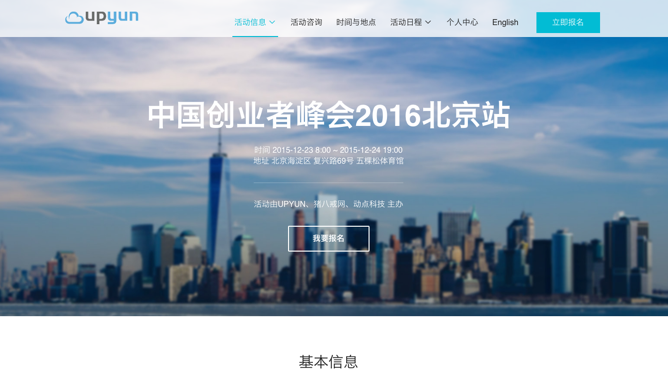 upyun
活动信息
活动咨询
时间与地点
活动日程
个人中心
English
立即报名
中国创业者峰会2016北京站
时间 2015-12-23 8:00 ~ 2015-12-24 19:00
地址 北京海淀区 复兴路69号 五棵松体育馆
活动由UPYUN、猪八戒网、动点科技 主办
我要报名
基本信息